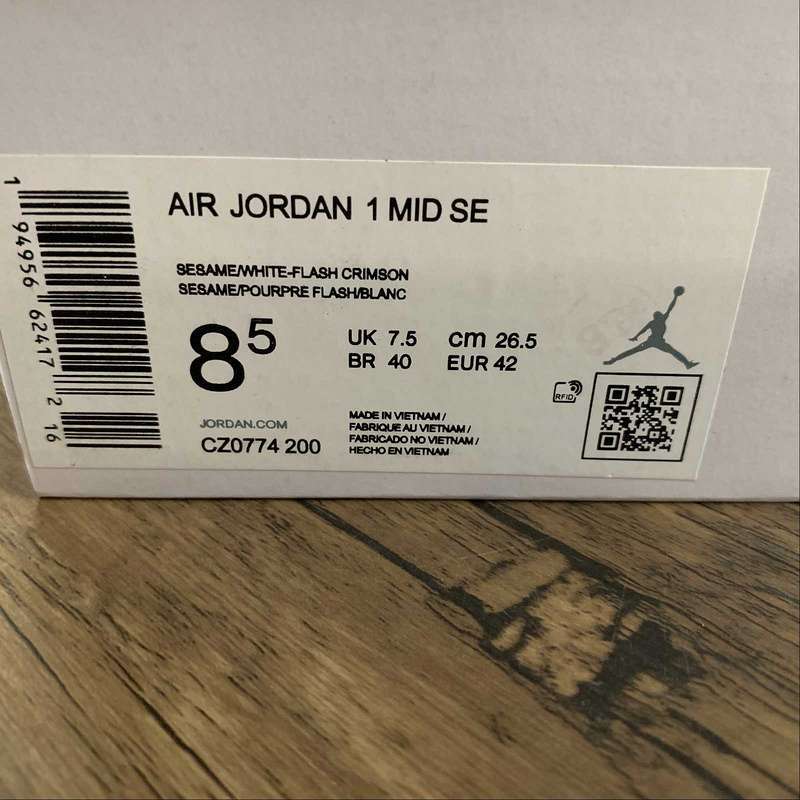 AIR JORDAN 1 MID SE
SESAME/WHITE-FLASH CRIMSON
SESAME/POURPRE FLASH/BLANC
8 5
UK 7.5 cm 26.5
BR 40 EUR 42
RFID
JORDAN.COM
CZ0774 200
MADE IN VIETNAM /
FABRIQUE AU VIETNAM /
FABRICADO NO VIETNAM /
HECHO EN VIETNAM
1 94956 62417 2 16